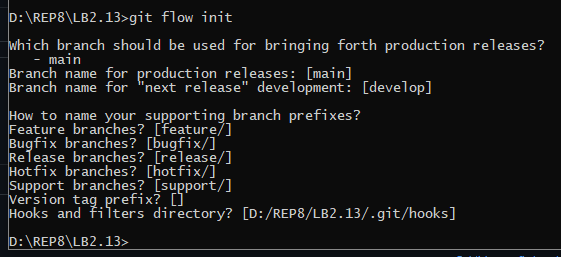 D:\REP8\LB2.13>git flow init
Which branch should be used for bringing forth production releases?
- main
Branch name for production releases: [main]
Branch name for "next release" development: [develop]
How to name your supporting branch prefixes?
Feature branches? [feature/]
Bugfix branches? [bugfix/]
Release branches? [release/]
Hotfix branches? [hotfix/]
Support branches? [support/]
Version tag prefix? []
Hooks and filters directory? [D:/REP8/LB2.13/.git/hooks]
D:\REP8\LB2.13>